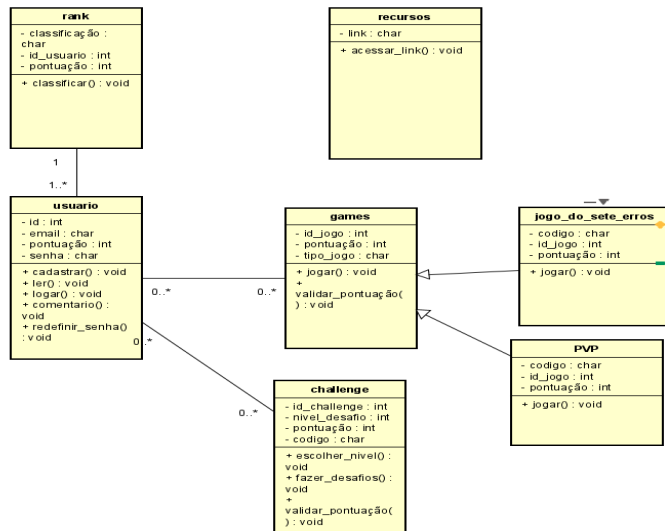 rank
- classificação :
char
- id_usuario : int
- pontuação : int
+ classificar() : void
recursos
- link : char
+ acessar_link() : void
1
1..*
usuario
- id : int
- email : char
- pontuação : int
- senha : char
+ cadastrar() : void
+ ler() : void
+ logar() : void
+ comentario() :
void
+ redefinir_senha()
: void
0..*
0..*
games
- id_jogo : int
- pontuação : int
- tipo_jogo : char
+ jogar() : void
+
validar_pontuação(
) : void
jogo_do_sete_erros
- codigo : char
- id_jogo : int
- pontuação : int
+ jogar() : void
PVP
- codigo : char
- id_jogo : int
- pontuação : int
+ jogar() : void
0..*
0..*
challenge
- id_challenge : int
- nivel_desafio : int
- pontuação : int
- codigo : char
+ escolher_nivel() :
void
+ fazer_desafios() :
void
+
validar_pontuação(
) : void